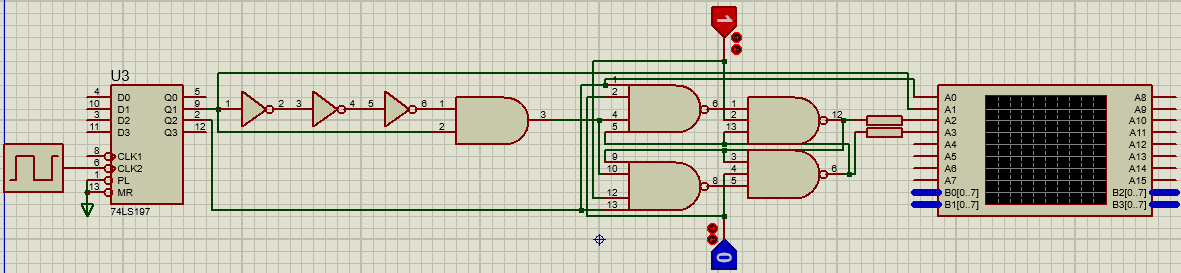 U3
4 D0 Q0 5
10 D1 Q1 9
3 D2 Q2 2
11 D3 Q3 12
8 CLK1
6 CLK2
1 PL
13 MR
74LS197
1 2 3 4 5 6 1
2
3
1
1
2
4
5
6
9
10
12
13
8
1
2
13
12
3
4
5
6
0
A0 A8
A1 A9
A2 A10
A3 A11
A4 A12
A5 A13
A6 A14
A7 A15
B0[0..7] B2[0..7]
B1[0..7] B3[0..7]